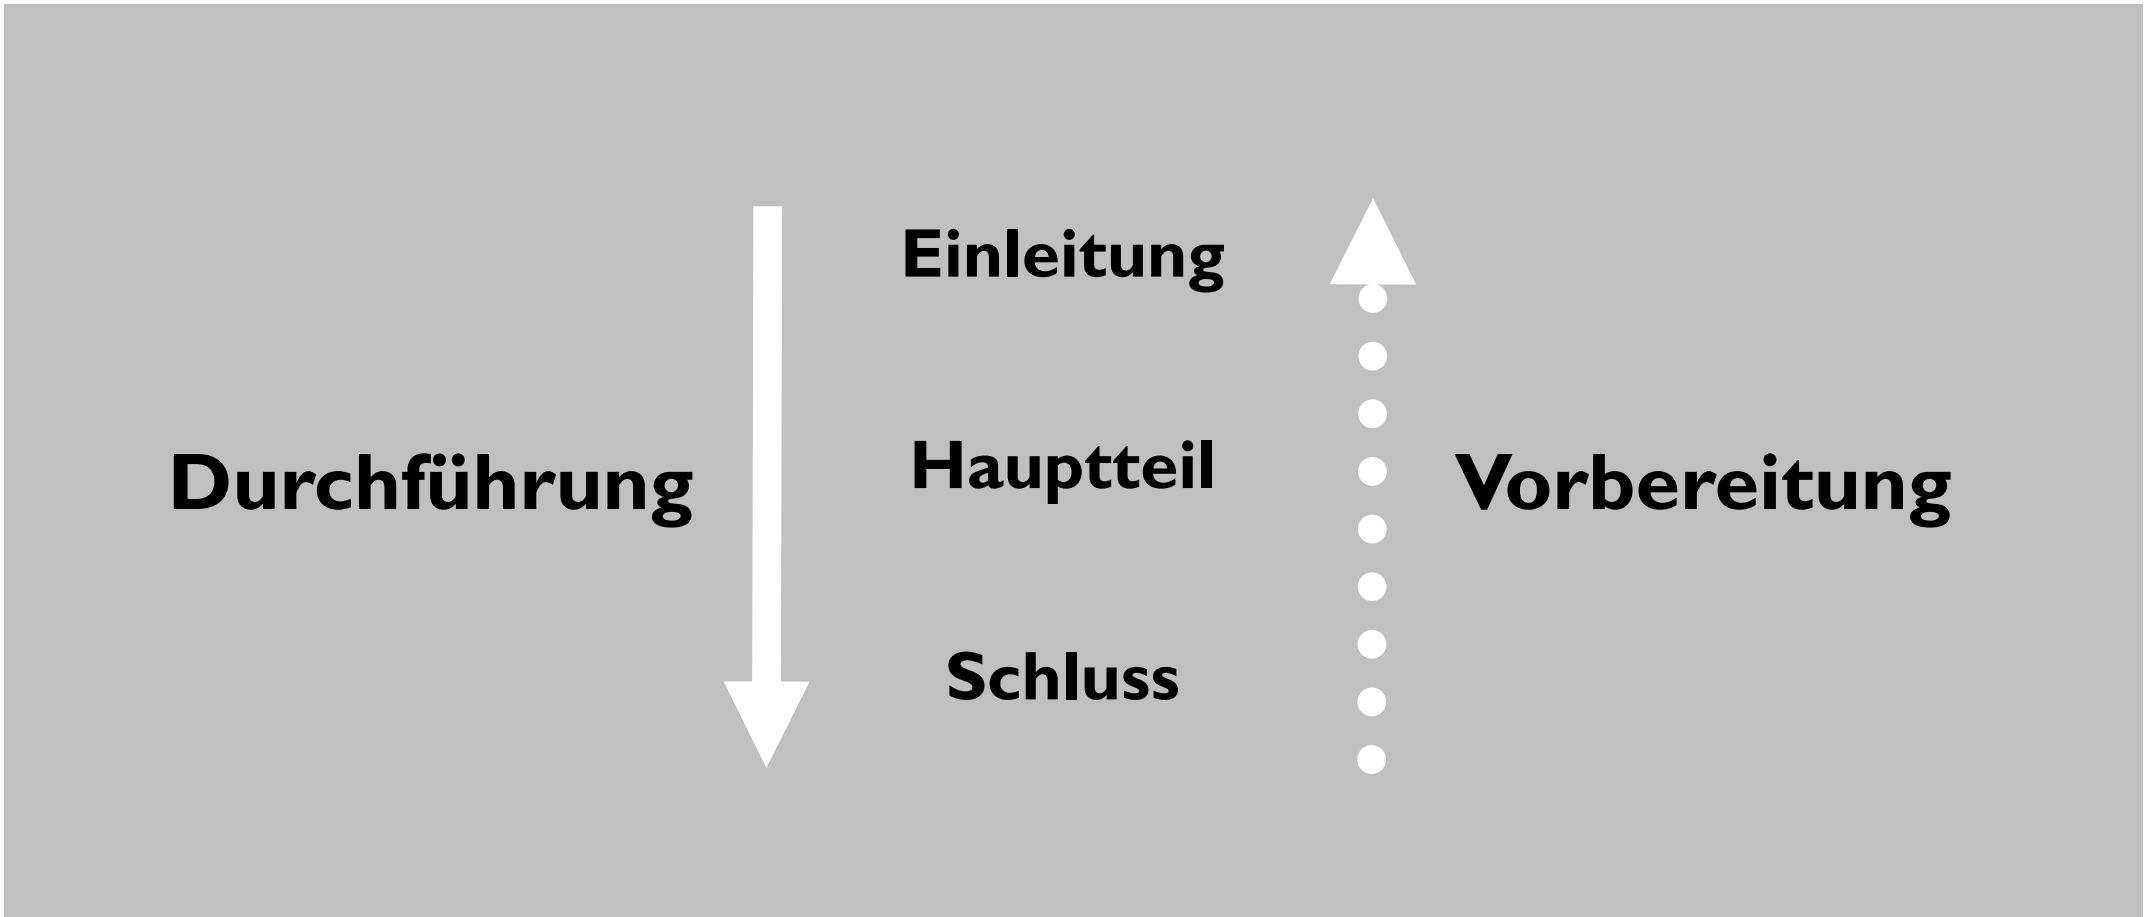 Einleitung
Durchführung
Hauptteil
Vorbereitung
Schluss